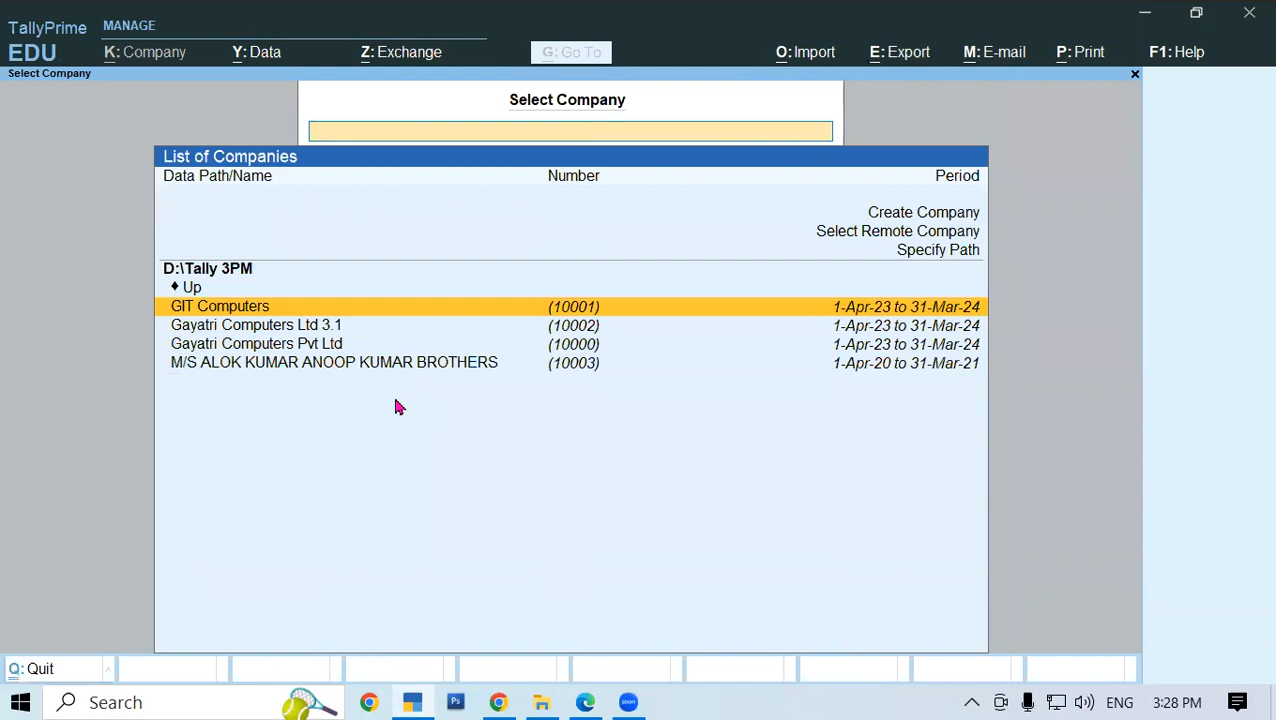 TallyPrime MANAGE
EDU K: Company Y: Data Z: Exchange G: Go To O: Import E: Export M: E-mail P: Print F1: Help
Select Company
Select Company
List of Companies
Data Path/Name Number Period
Create Company
Select Remote Company
Specify Path
D:\Tally 3PM
♦ Up
GIT Computers (10001) 1-Apr-23 to 31-Mar-24
Gayatri Computers Ltd 3.1 (10002) 1-Apr-23 to 31-Mar-24
Gayatri Computers Pvt Ltd (10000) 1-Apr-23 to 31-Mar-24
M/S ALOK KUMAR ANOOP KUMAR BROTHERS (10003) 1-Apr-20 to 31-Mar-21
Q: Quit
Search Ps zoom ENG 3:28 PM